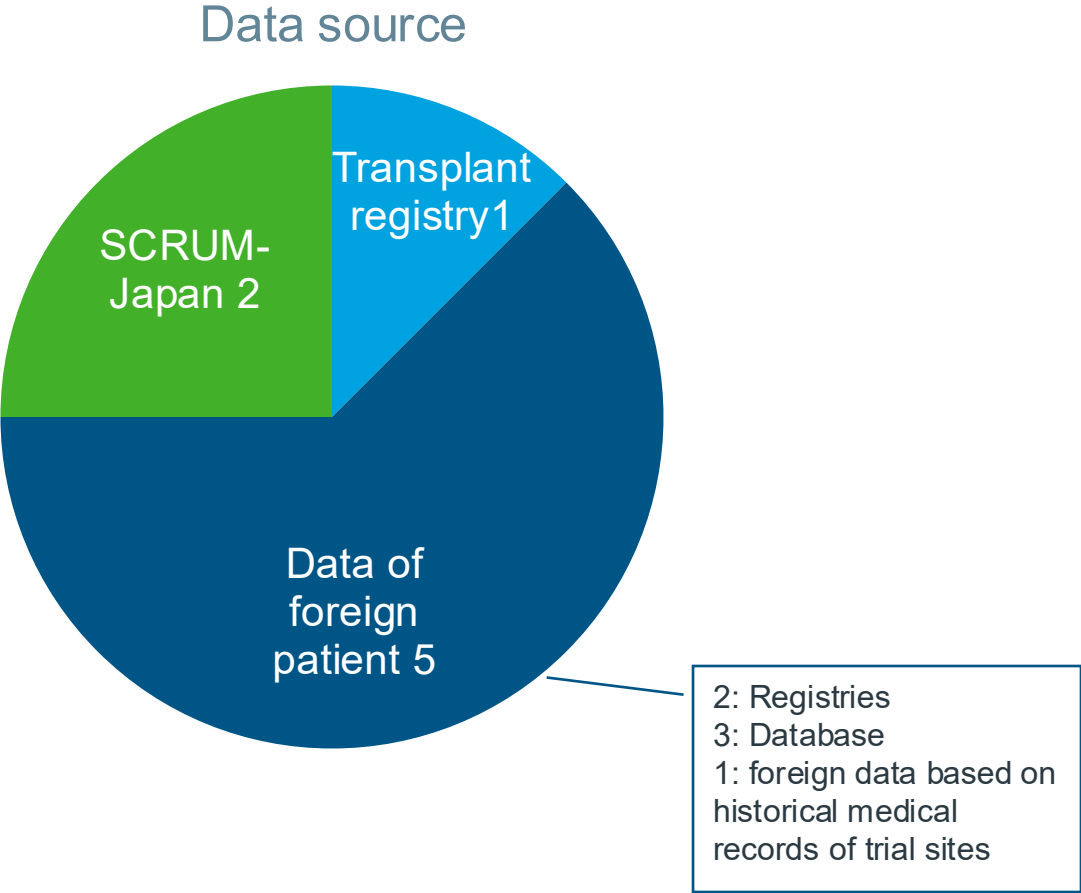 Data source
Transplant
registry1
SCRUM-
Japan 2
Data of
foreign
patient 5
2: Registries
3: Database
1: foreign data based on
historical medical
records of trial sites